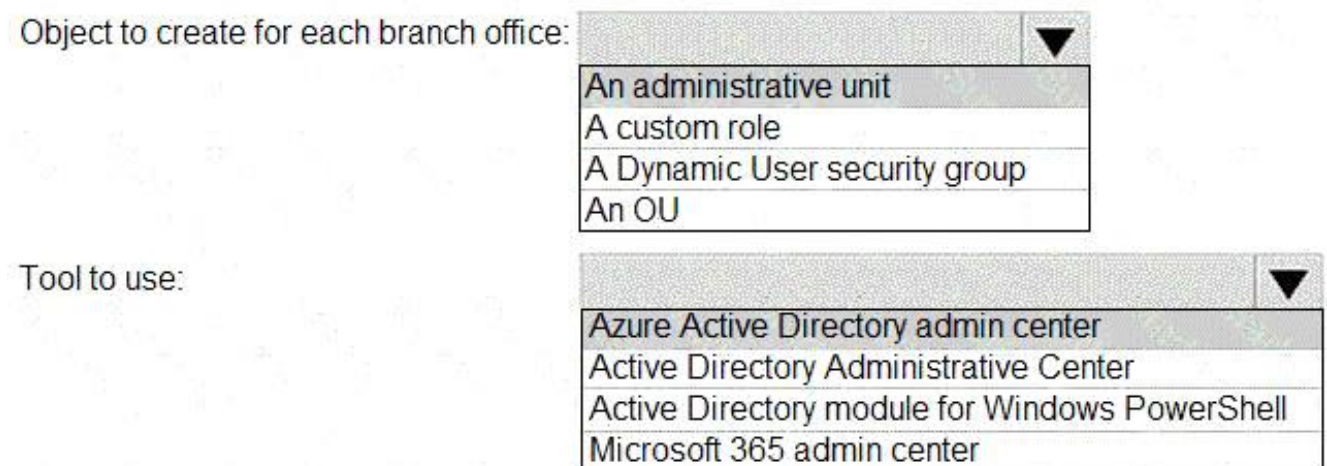 Object to create for each branch office:
An administrative unit
A custom role
A Dynamic User security group
An OU
Tool to use:
Azure Active Directory admin center
Active Directory Administrative Center
Active Directory module for Windows PowerShell
Microsoft 365 admin center